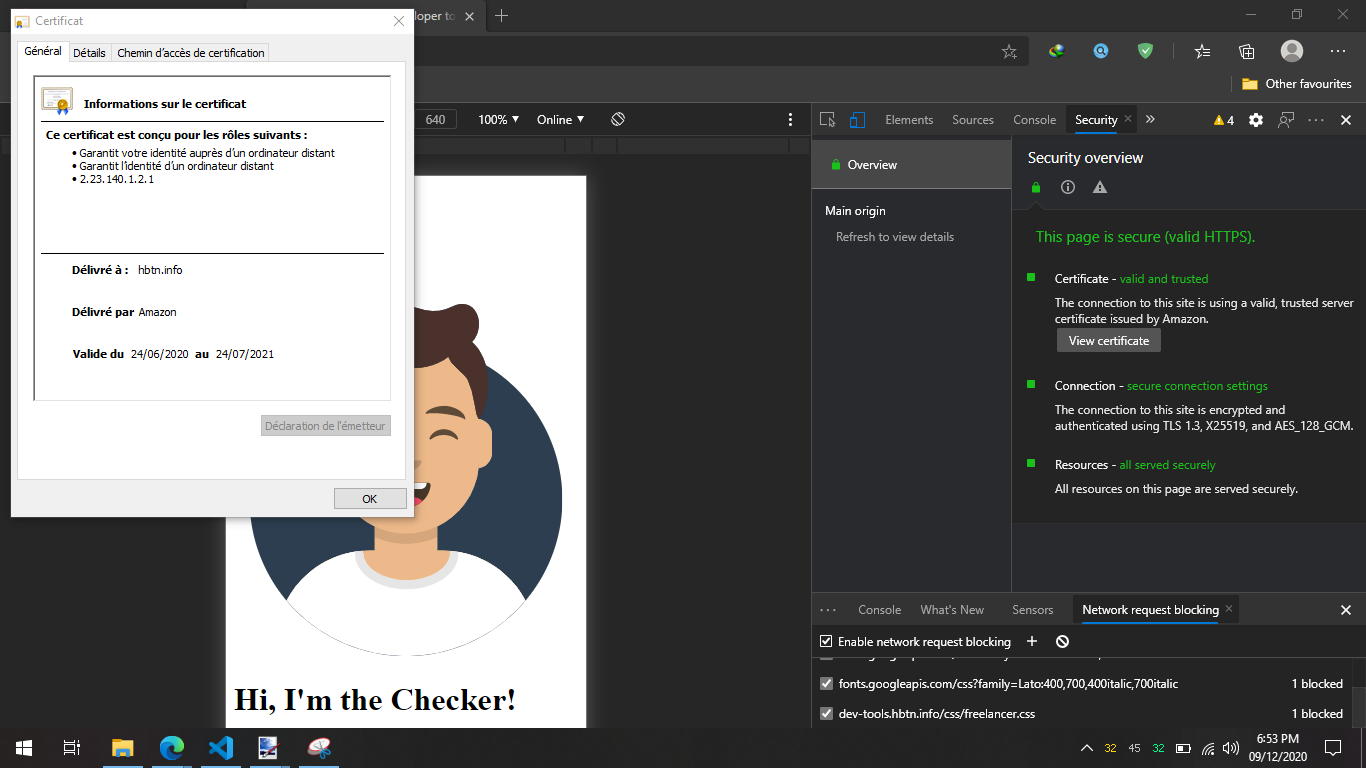 Certificat
loper to
Général
Détails
Chemin d'accès de certification
Informations sur le certificat
Ce certificat est conçu pour les rôles suivants :
• Garantit votre identité auprès d'un ordinateur distant
• Garantit l'identité d'un ordinateur distant
• 2.23.140.1.2.1
Délivré à : hbtn.info
Délivré par Amazon
Valide du 24/06/2020 au 24/07/2021
Déclaration de l'émetteur
OK
Other favourites
640
100% ▼
Online ▼
Elements
Sources
Console
Security
4
Overview
Main origin
Refresh to view details
Security overview
This page is secure (valid HTTPS).
Certificate - valid and trusted
The connection to this site is using a valid, trusted server
certificate issued by Amazon.
View certificate
Connection - secure connection settings
The connection to this site is encrypted and
authenticated using TLS 1.3, X25519, and AES_128_GCM.
Resources - all served securely
All resources on this page are served securely.
Hi, I'm the Checker!
Console
What's New
Sensors
Network request blocking
Enable network request blocking
fonts.googleapis.com/css?family=Lato:400,700,400italic,700italic
1 blocked
dev-tools.hbtn.info/css/freelancer.css
1 blocked
32
45
32
6:53 PM
09/12/2020